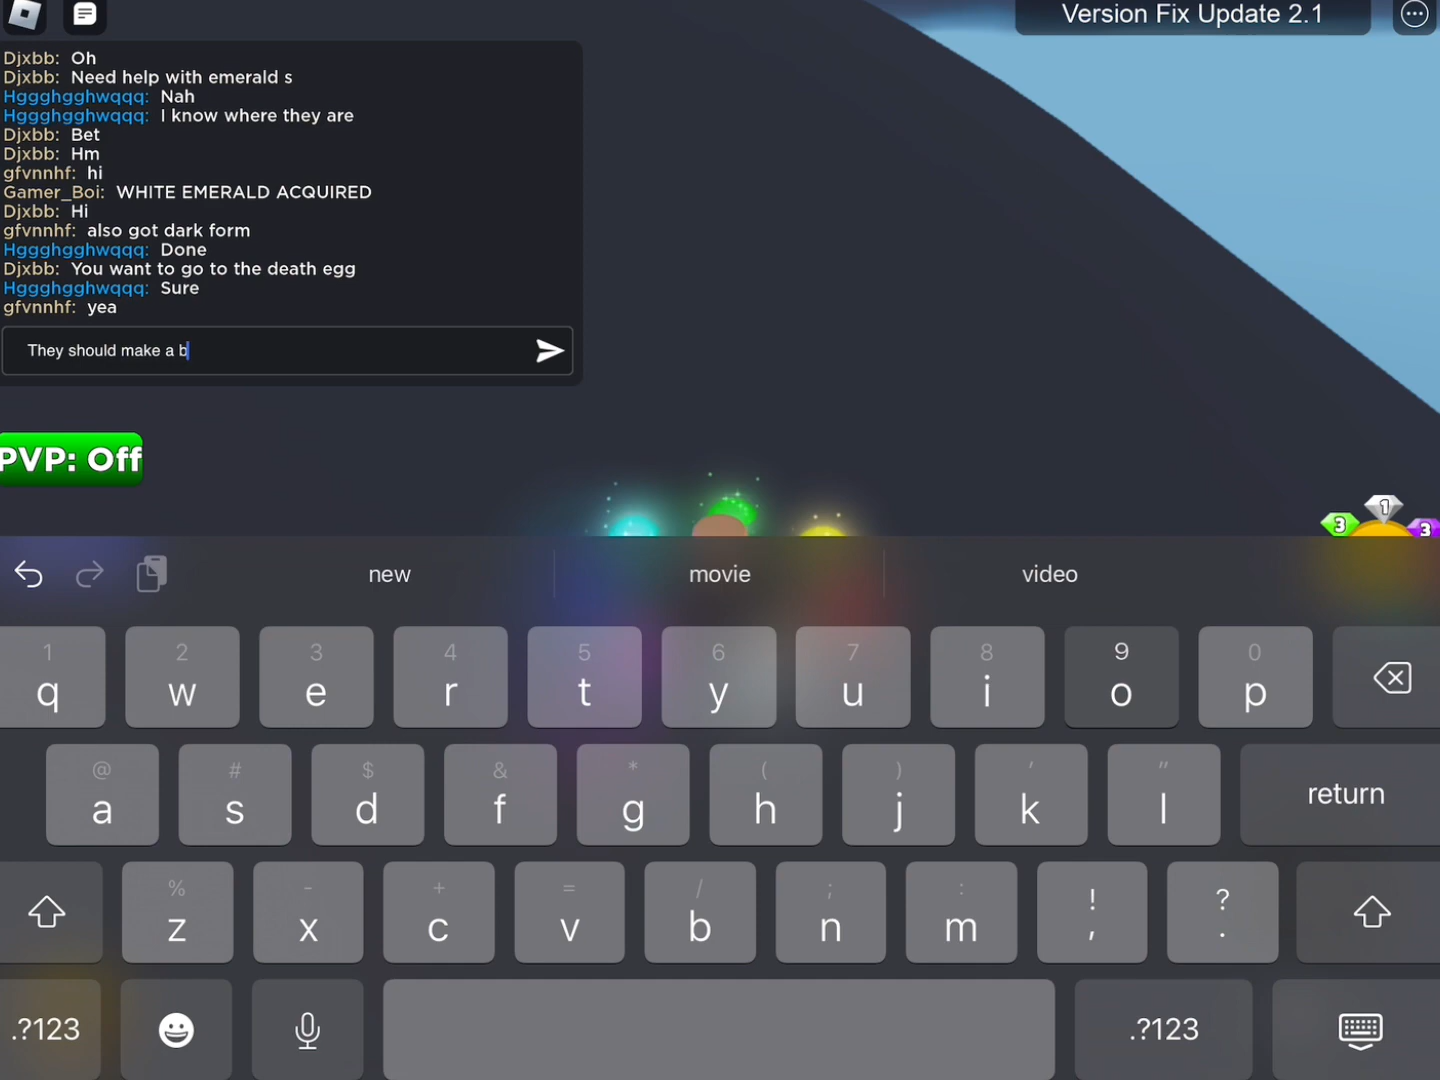 Version Fix Update 2.1
Djxbb: Oh
Djxbb: Need help with emerald s
Hggghgghwqqq: Nah
Hggghgghwqqq: I know where they are
Djxbb: Bet
Djxbb: Hm
gfvnnhf: hi
Gamer_Boi: WHITE EMERALD ACQUIRED
Djxbb: Hi
gfvnnhf: also got dark form
Hggghgghwqqq: Done
Djxbb: You want to go to the death egg
Hggghgghwqqq: Sure
gfvnnhf: yea
They should make a b
PVP: Off
3 1 3
new movie video
1 2 3 4 5 6 7 8 9 0
q w e r t y u i o p
@ # $ & * ( ) ' "
a s d f g h j k l return
% - + = / ; : ! ?
z x c v b n m , .
.?123 .?123